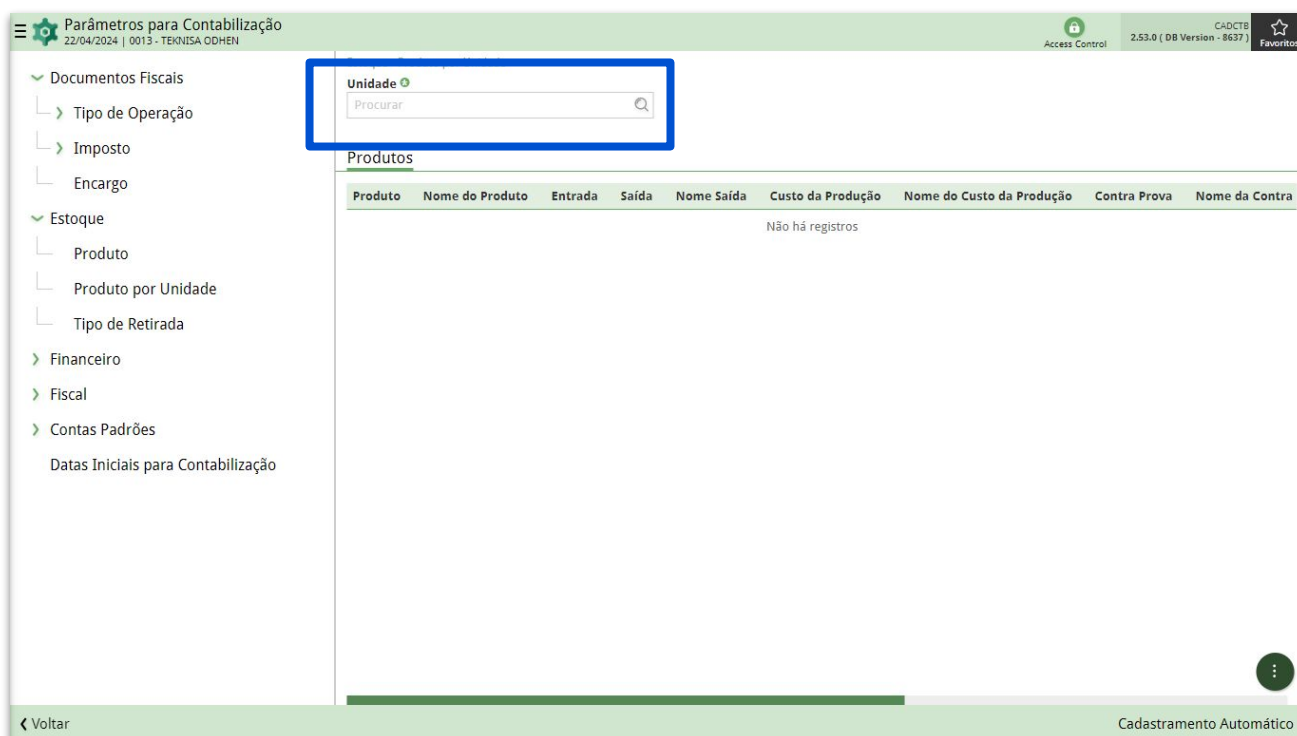 Parâmetros para Contabilização
22/04/2024 | 0013 - TEKNISA ODHEN
Access Control
CADCTB
2.53.0 ( DB Version - 8637 )
Favoritos
Documentos Fiscais
Tipo de Operação
Imposto
Encargo
Estoque
Produto
Produto por Unidade
Tipo de Retirada
Financeiro
Fiscal
Contas Padrões
Datas Iniciais para Contabilização
Unidade
Procurar
Produtos
Produto Nome do Produto Entrada Saída Nome Saída Custo da Produção Nome do Custo da Produção Contra Prova Nome da Contra
Não há registros
Voltar
Cadastramento Automático